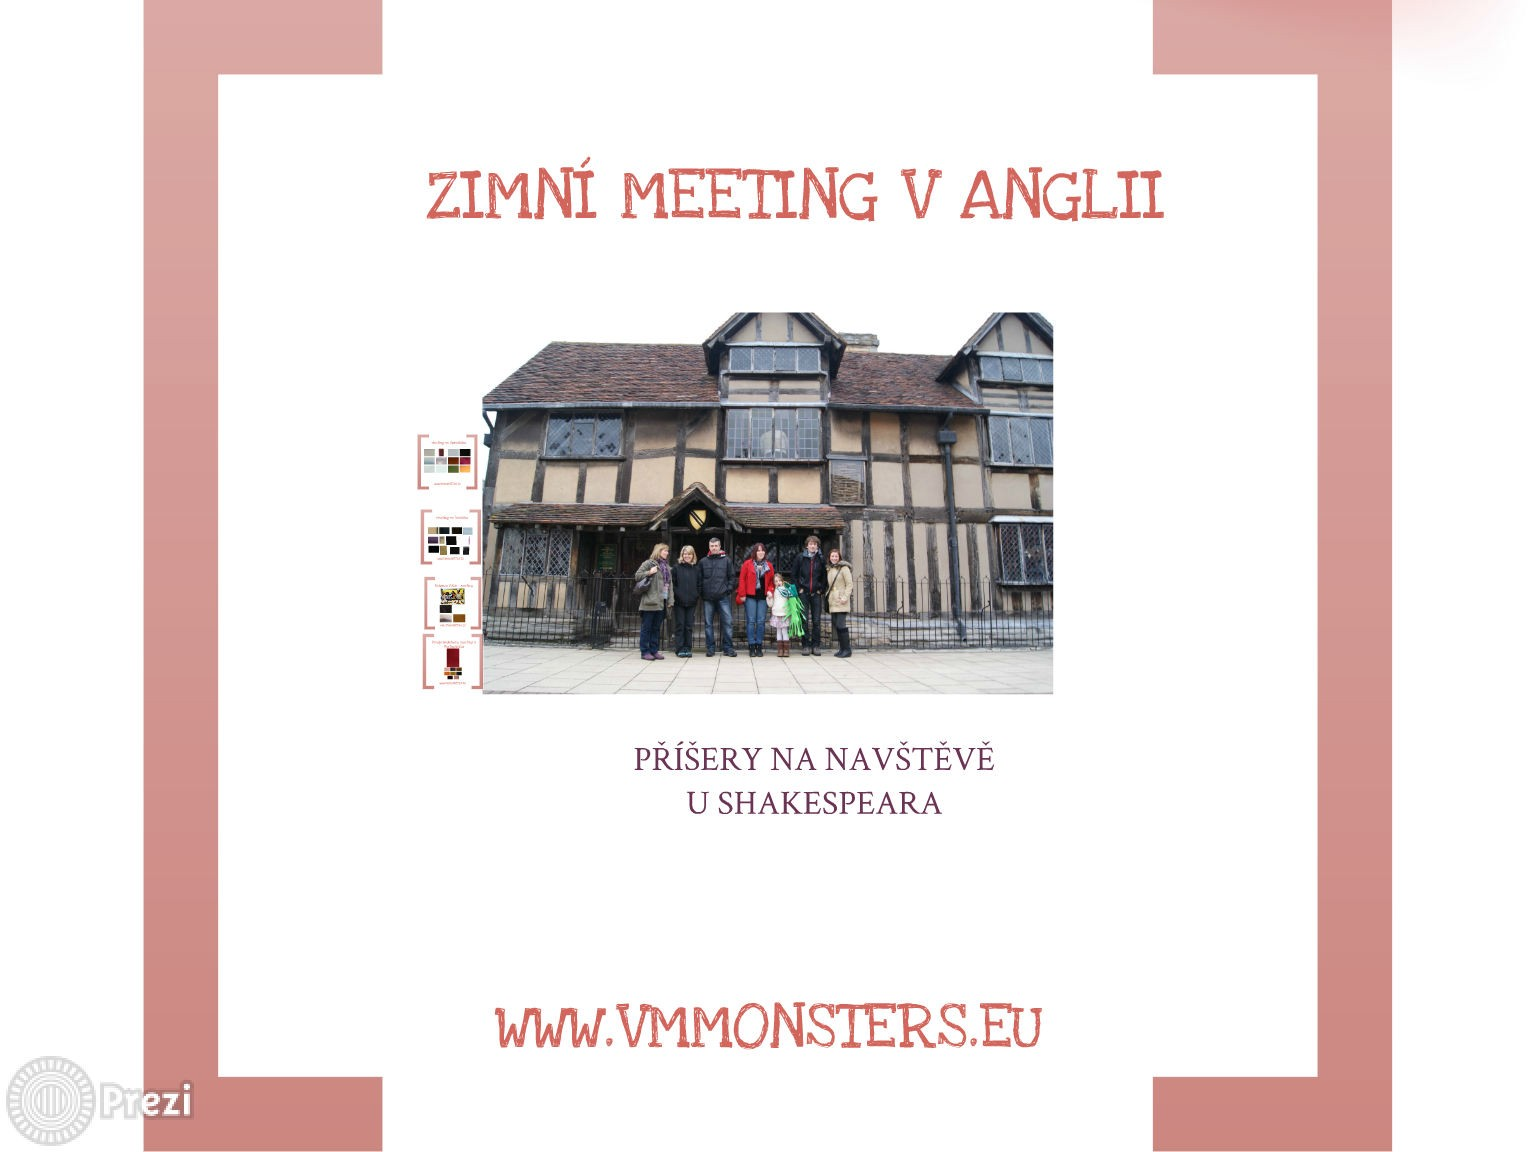 ZIMNÍ MEETING V ANGLII
PŘÍŠERY NA NAVŠTĚVĚ
U SHAKESPEARA
WWW.VMMONSTERS.EU
Prezi